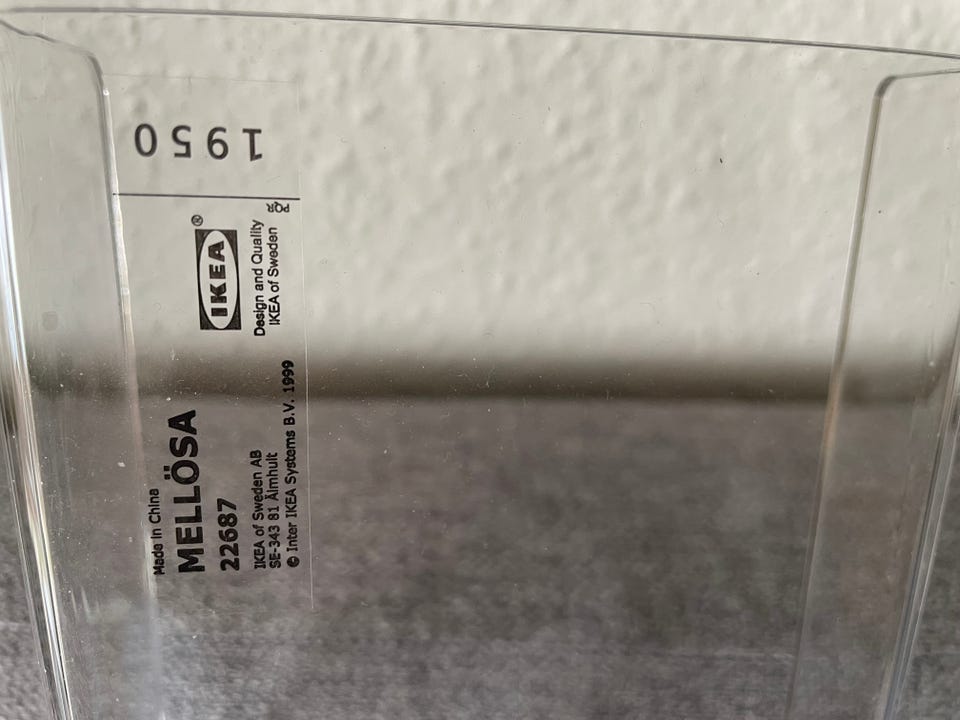 1950
Made in China
MELLÖSA
22687
IKEA of Sweden AB
SE-343 81 Älmhult
© Inter IKEA Systems B.V. 1999
IKEA®
Design and Quality
IKEA of Sweden